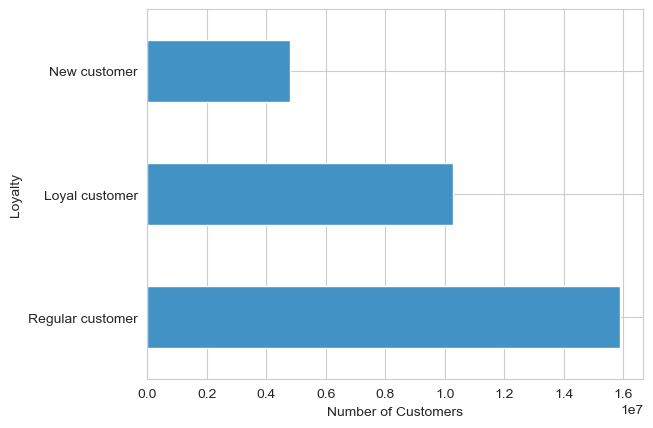 New customer
Loyal customer
Regular customer
Loyalty
0.0 0.2 0.4 0.6 0.8 1.0 1.2 1.4 1.6
1e7
Number of Customers